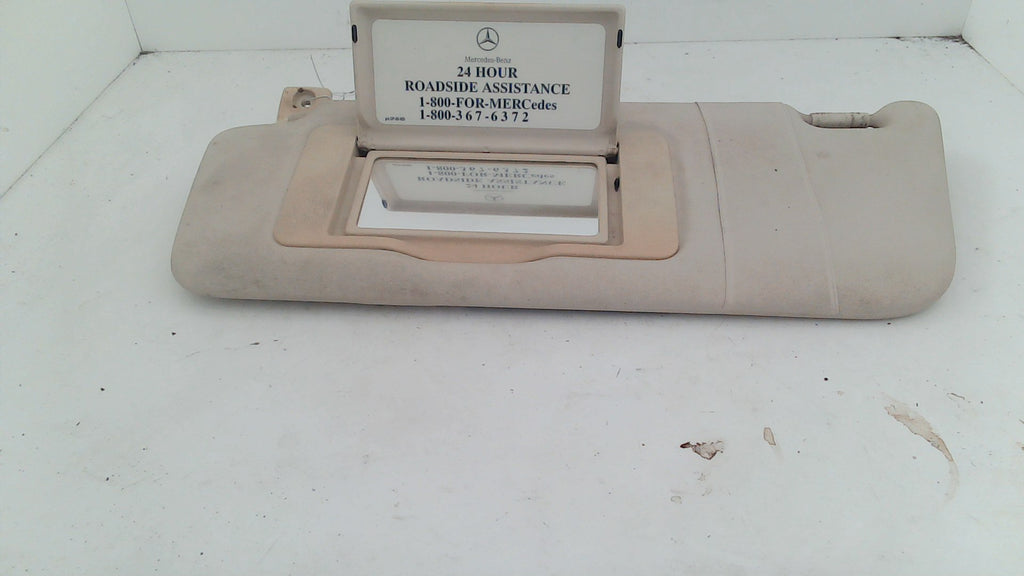 Mercedes-Benz
24 HOUR
ROADSIDE ASSISTANCE
1-800-FOR-MERCedes
1-800-367-6372